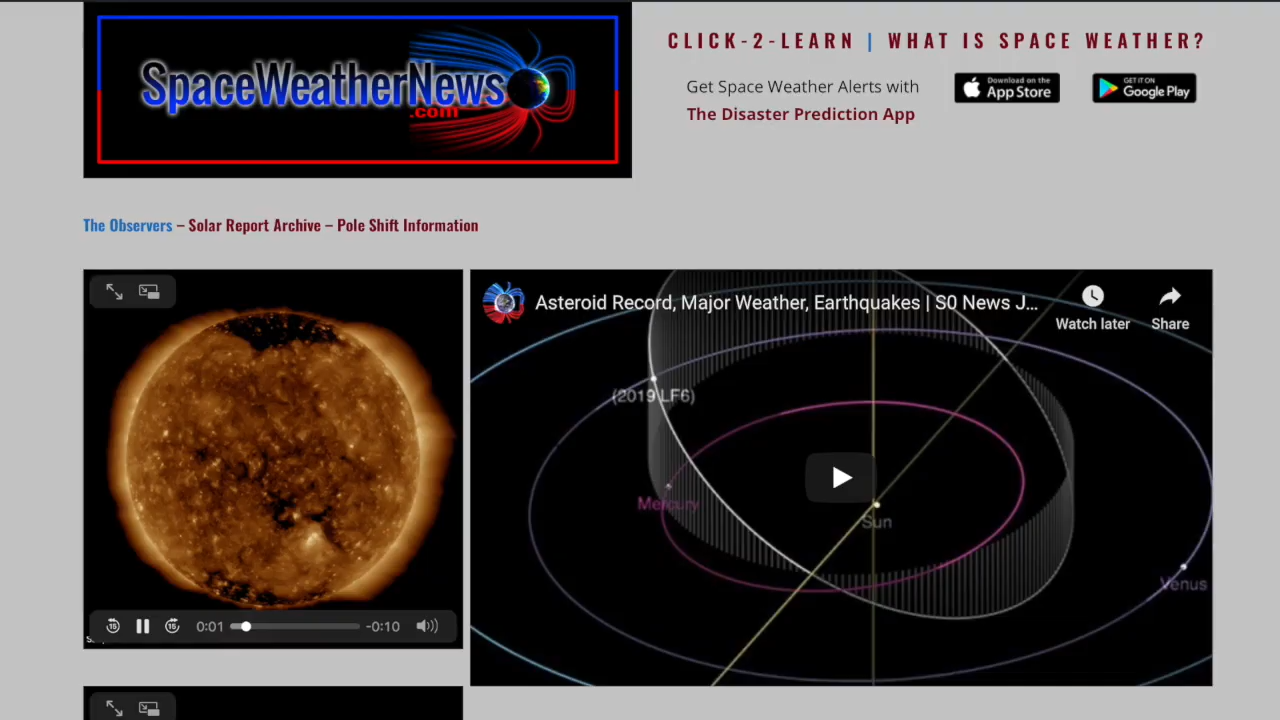 SpaceWeatherNews
.com
CLICK-2-LEARN | WHAT IS SPACE WEATHER?
Get Space Weather Alerts with
The Disaster Prediction App
Download on the
App Store
GET IT ON
Google Play
The Observers – Solar Report Archive – Pole Shift Information
15
15
0:01
-0:10
Asteroid Record, Major Weather, Earthquakes | S0 News J...
Watch later
Share
(2019 LF6)
Mercury
Sun
Venus